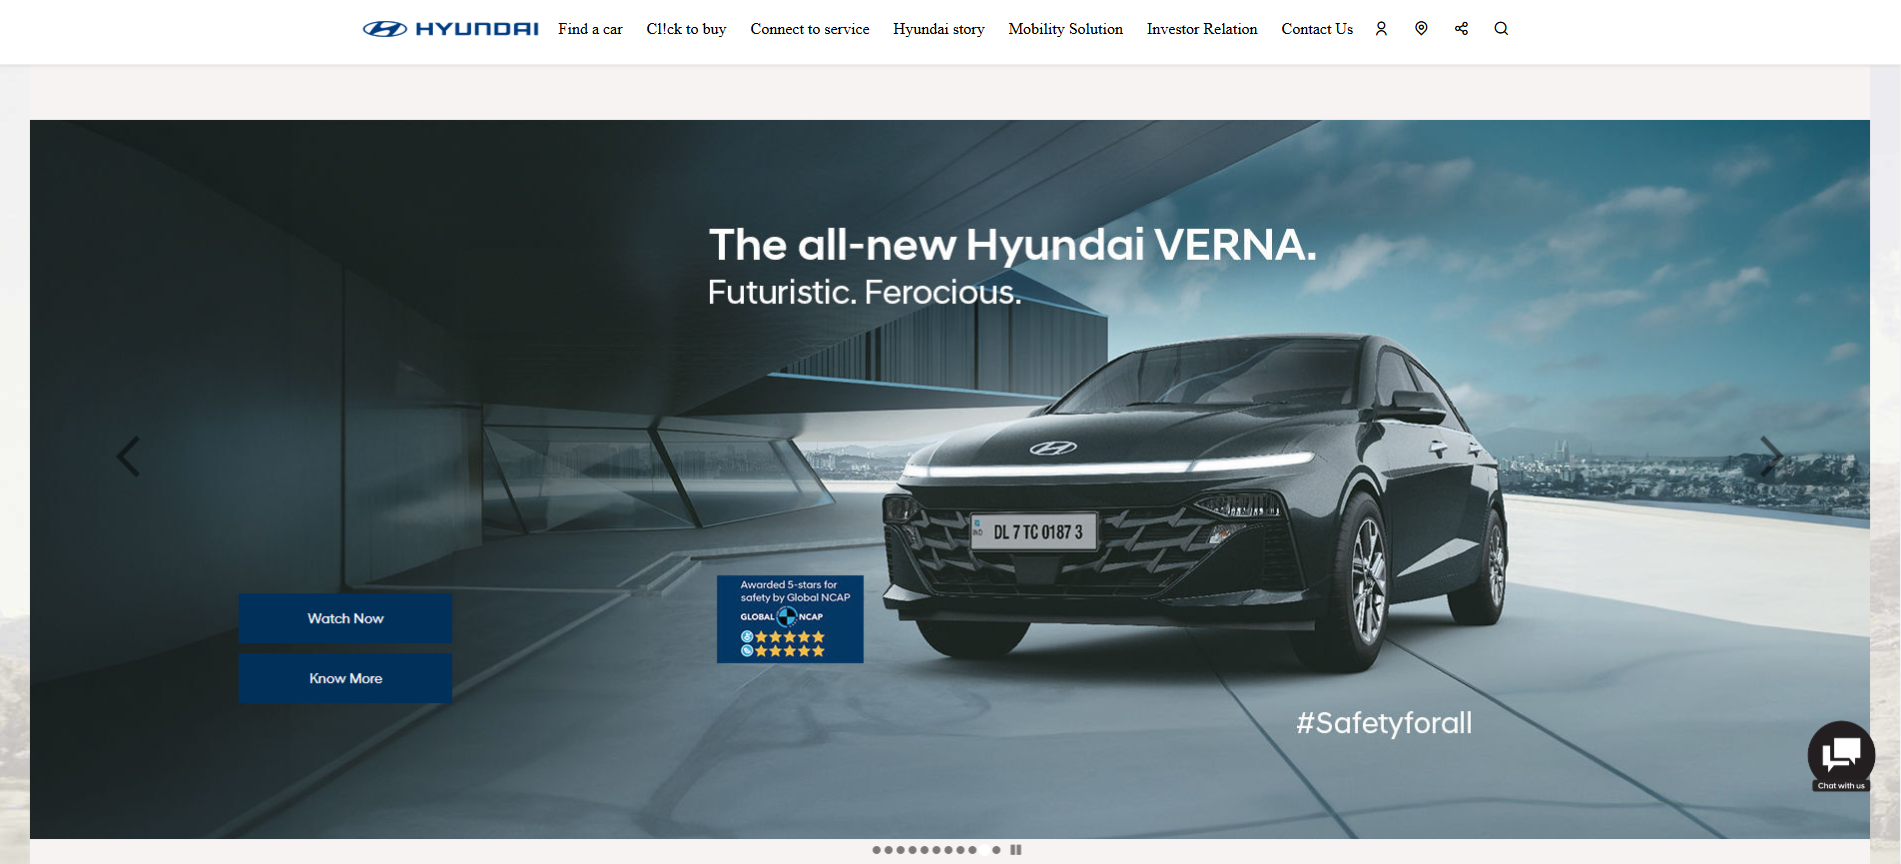 HYUNDAI
Find a car
Cl!ck to buy
Connect to service
Hyundai story
Mobility Solution
Investor Relation
Contact Us
The all-new Hyundai VERNA.
Futuristic. Ferocious.
IND
DL 7 TC 0187 3
Awarded 5-stars for
safety by Global NCAP
GLOBAL NCAP
Watch Now
Know More
#Safetyforall
Chat with us